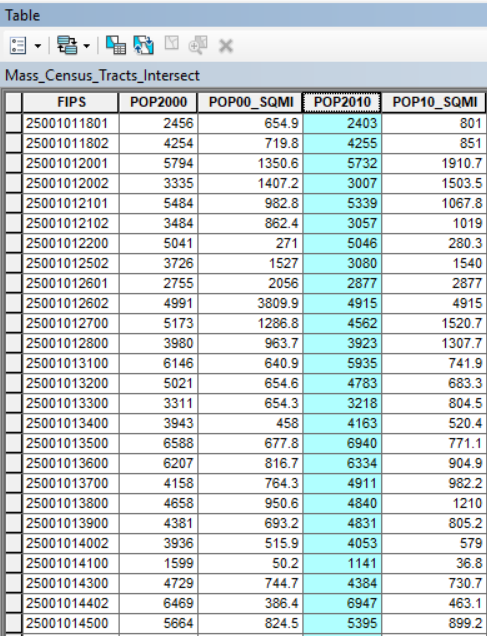 Table
Mass_Census_Tracts_Intersect
FIPS POP2000 POP00_SQMI POP2010 POP10_SQMI
25001011801 2456 654.9 2403 801
25001011802 4254 719.8 4255 851
25001012001 5794 1350.6 5732 1910.7
25001012002 3335 1407.2 3007 1503.5
25001012101 5484 982.8 5339 1067.8
25001012102 3484 862.4 3057 1019
25001012200 5041 271 5046 280.3
25001012502 3726 1527 3080 1540
25001012601 2755 2056 2877 2877
25001012602 4991 3809.9 4915 4915
25001012700 5173 1286.8 4562 1520.7
25001012800 3980 963.7 3923 1307.7
25001013100 6146 640.9 5935 741.9
25001013200 5021 654.6 4783 683.3
25001013300 3311 654.3 3218 804.5
25001013400 3943 458 4163 520.4
25001013500 6588 677.8 6940 771.1
25001013600 6207 816.7 6334 904.9
25001013700 4158 764.3 4911 982.2
25001013800 4658 950.6 4840 1210
25001013900 4381 693.2 4831 805.2
25001014002 3936 515.9 4053 579
25001014100 1599 50.2 1141 36.8
25001014300 4729 744.7 4384 730.7
25001014402 6469 386.4 6947 463.1
25001014500 5664 824.5 5395 899.2